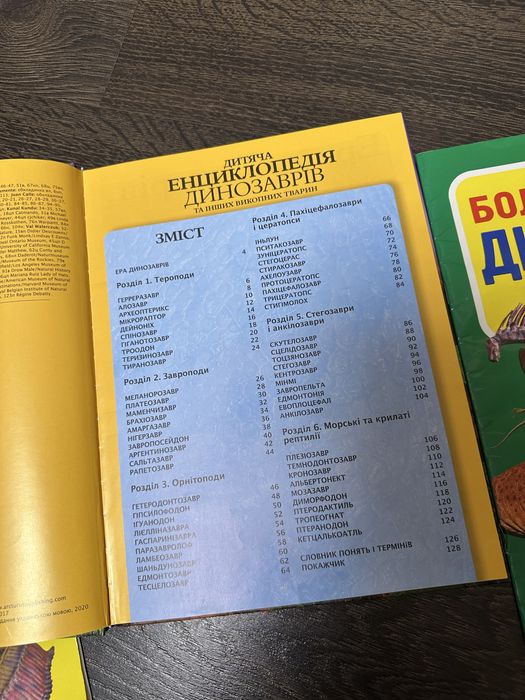 ДИТЯЧА
ЕНЦИКЛОПЕДІЯ
ДИНОЗАВРІВ
ТА ІНШИХ ВИКОПНИХ ТВАРИН
ЗМІСТ
ЕРА ДИНОЗАВРІВ 4
Розділ 1. Тероподи
ГЕРРЕРАЗАВР 6
АЛОЗАВР 8
АРХЕОПТЕРИКС 10
МІКРОРАПТОР 12
ДЕЙНОНІХ 14
СПІНОЗАВР 16
ГІГАНОТОЗАВР 18
ТРООДОН 20
ТЕРИЗИНОЗАВР 22
ТИРАНОЗАВР 24
Розділ 2. Завроподи
МЕЛАНОРОЗАВР 26
ПЛАТЕОЗАВР 28
МАМЕНЧИЗАВР 30
БРАХІОЗАВР 32
АМАРГАЗАВР 34
НІГЕРЗАВР 36
ЗАВРОПОСЕЙДОН 38
АРГЕНТИНОЗАВР 40
САЛЬТАЗАВР 42
РАПЕТОЗАВР 44
Розділ 3. Орнітоподи
ГЕТЕРОДОНТОЗАВР 46
ГІПСИЛОФОДОН 48
ІГУАНОДОН 50
ЛІЄЛЛІНАЗАВРА 52
ГАСПАРИНІЗАВРА 54
ПАРАЗАВРОЛОФ 56
ЛАМБЕОЗАВР 58
ШАНЬДУНОЗАВР 60
ЕДМОНТОЗАВР 62
ТЕСЦЕЛОЗАВР 64
Розділ 4. Пахіцефалозаври
і цератопси
ІНЬЛУН 66
ПСИТАКОЗАВР 68
ЗУНІЦЕРАТОПС 70
СТЕГОЦЕРАС 72
СТИРАКОЗАВР 74
АХЕЛОУЗАВР 76
ПРОТОЦЕРАТОПС 78
ПАХІЦЕФАЛОЗАВР 80
ТРИЦЕРАТОПС 82
СТИГІМОЛОХ 84
Розділ 5. Стегозаври
і анкілозаври
СКУТЕЛОЗАВР 86
СЦЕЛІДОЗАВР 88
ТОЦЗЯНОЗАВР 90
СТЕГОЗАВР 92
КЕНТРОЗАВР 94
МІНМІ 96
ЗАВРОПЕЛЬТА 98
ЕДМОНТОНІЯ 100
ЕВОПЛОЦЕФАЛ 102
АНКІЛОЗАВР 104
Розділ 6. Морські та крилаті
рептилії
ПЛЕЗІОЗАВР 106
ТЕМНОДОНТОЗАВР 108
КРОНОЗАВР 110
АЛЬБЕРТОНЕКТ 112
МОЗАЗАВР 114
ДИМОРФОДОН 116
ПТЕРОДАКТИЛЬ 118
ТРОПЕОГНАТ 120
ПТЕРАНОДОН 122
КЕТЦАЛЬКОАТЛЬ 124
СЛОВНИК ПОНЯТЬ І ТЕРМІНІВ 126
ПОКАЖЧИК 128